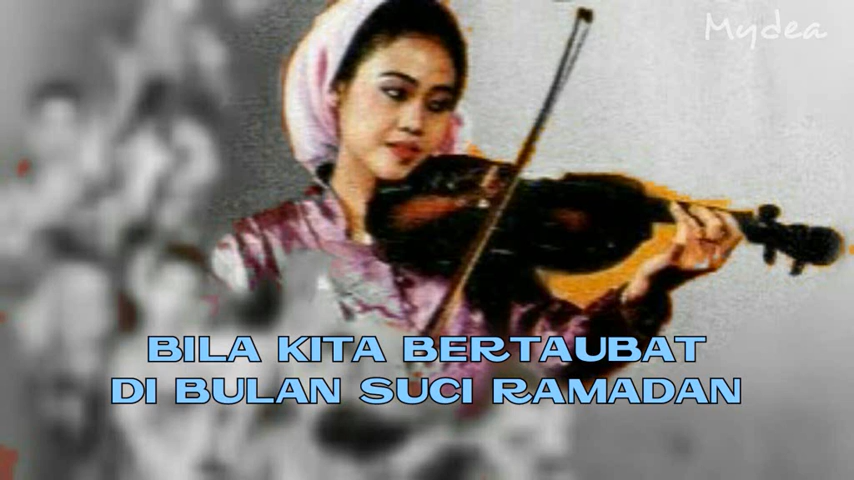 Mydea
BILA KITA BERTAUBAT
DI BULAN SUCI RAMADAN